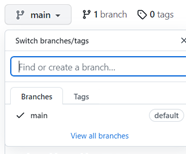 main 1 branch 0 tags
Switch branches/tags
Find or create a branch...
Branches Tags
main default
View all branches